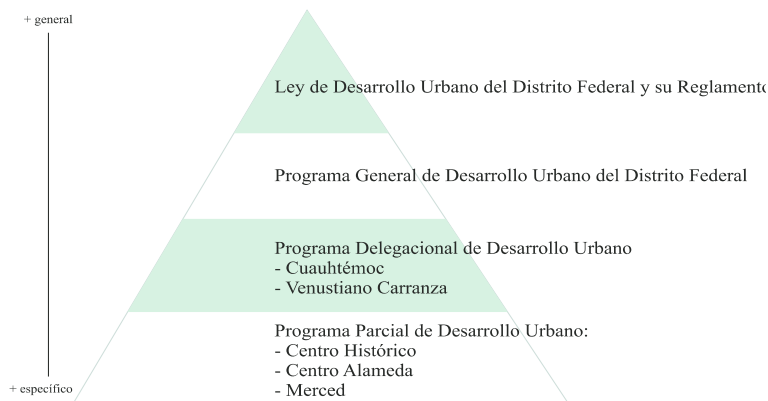 + general
Ley de Desarrollo Urbano del Distrito Federal y su Reglamento
Programa General de Desarrollo Urbano del Distrito Federal
Programa Delegacional de Desarrollo Urbano
- Cuauhtémoc
- Venustiano Carranza
Programa Parcial de Desarrollo Urbano:
- Centro Histórico
- Centro Alameda
- Merced
+ específico